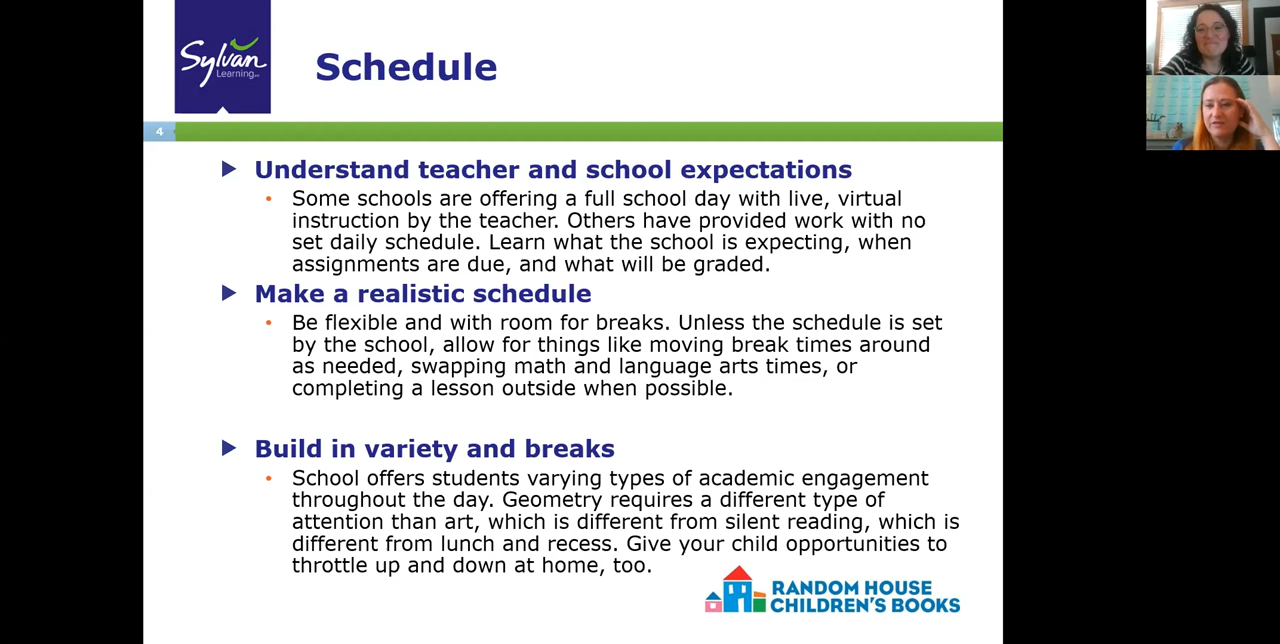 Sylvan
Learning
Schedule
4
Understand teacher and school expectations
• Some schools are offering a full school day with live, virtual
instruction by the teacher. Others have provided work with no
set daily schedule. Learn what the school is expecting, when
assignments are due, and what will be graded.
Make a realistic schedule
• Be flexible and with room for breaks. Unless the schedule is set
by the school, allow for things like moving break times around
as needed, swapping math and language arts times, or
completing a lesson outside when possible.
Build in variety and breaks
• School offers students varying types of academic engagement
throughout the day. Geometry requires a different type of
attention than art, which is different from silent reading, which is
different from lunch and recess. Give your child opportunities to
throttle up and down at home, too.
RANDOM HOUSE
CHILDREN'S BOOKS